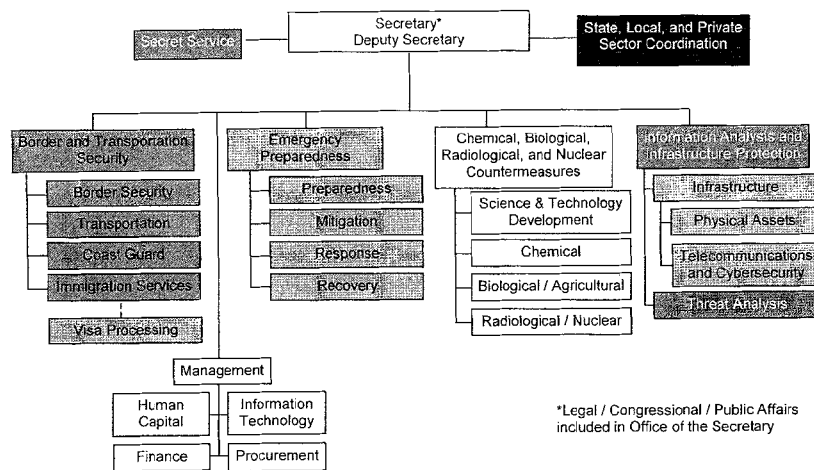 Secretary*
Deputy Secretary
Secret Service
State, Local, and Private
Sector Coordination
Border and Transportation
Security
Border Security
Transportation
Coast Guard
Immigration Services
Visa Processing
Emergency
Preparedness
Preparedness
Mitigation
Response
Recovery
Chemical, Biological,
Radiological, and Nuclear
Countermeasures
Science & Technology
Development
Chemical
Biological / Agricultural
Radiological / Nuclear
Information Analysis and
Infrastructure Protection
Infrastructure
Physical Assets
Telecommunications
and Cybersecurity
Threat Analysis
Management
Human
Capital
Information
Technology
Finance
Procurement
*Legal / Congressional / Public Affairs
included in Office of the Secretary